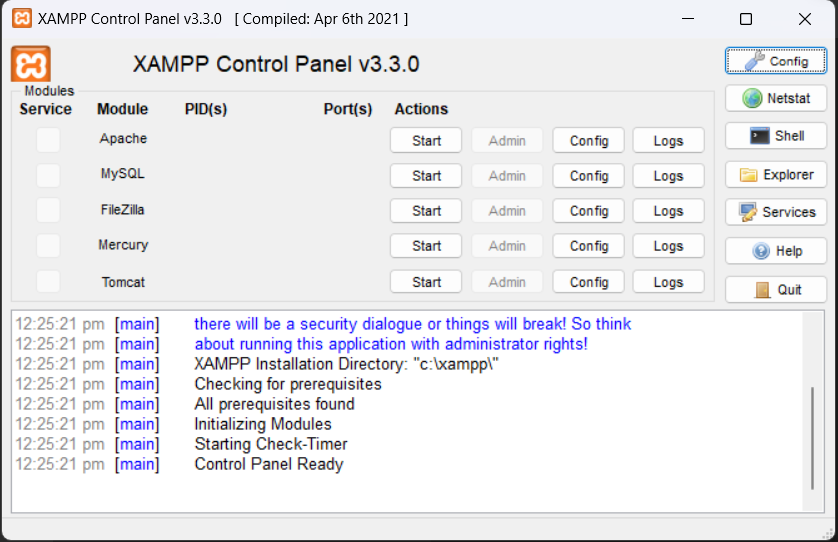 XAMPP Control Panel v3.3.0 [ Compiled: Apr 6th 2021 ]
XAMPP Control Panel v3.3.0
Config
Modules
Service Module PID(s) Port(s) Actions
Netstat
Apache Start Admin Config Logs
Shell
MySQL Start Admin Config Logs
Explorer
FileZilla Start Admin Config Logs
Services
Mercury Start Admin Config Logs
Help
Tomcat Start Admin Config Logs
Quit
12:25:21 pm [main] there will be a security dialogue or things will break! So think
12:25:21 pm [main] about running this application with administrator rights!
12:25:21 pm [main] XAMPP Installation Directory: "c:\xampp\"
12:25:21 pm [main] Checking for prerequisites
12:25:21 pm [main] All prerequisites found
12:25:21 pm [main] Initializing Modules
12:25:21 pm [main] Starting Check-Timer
12:25:21 pm [main] Control Panel Ready